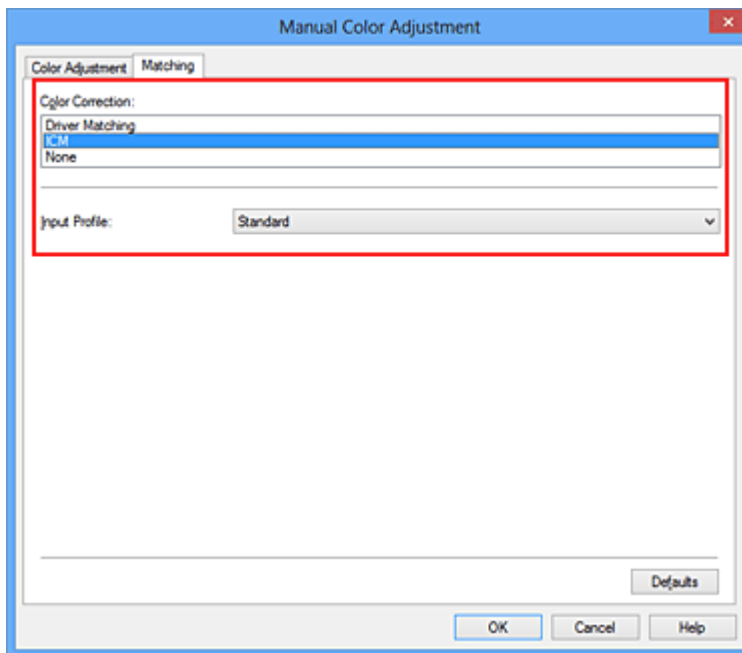 Manual Color Adjustment
Color Adjustment Matching
Color Correction:
Driver Matching
ICM
None
Input Profile: Standard
Defaults
OK Cancel Help